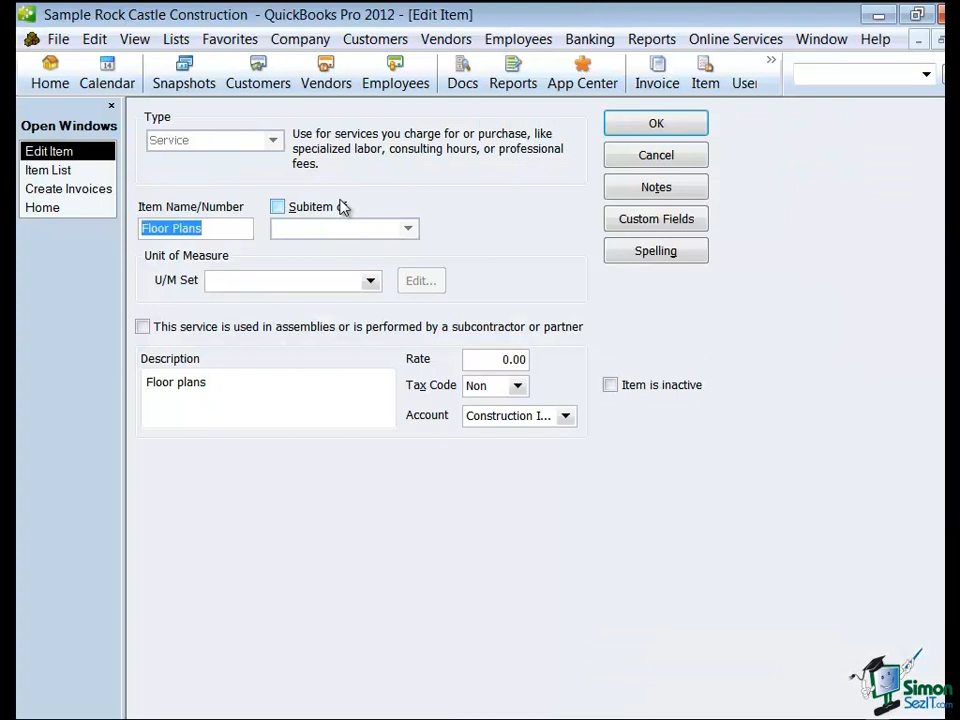 Sample Rock Castle Construction - QuickBooks Pro 2012 - [Edit Item]
File Edit View Lists Favorites Company Customers Vendors Employees Banking Reports Online Services Window Help
14
Home Calendar Snapshots Customers Vendors Employees Docs Reports App Center Invoice Item User
Open Windows
Edit Item
Item List
Create Invoices
Home
Type
Service
Use for services you charge for or purchase, like
specialized labor, consulting hours, or professional
fees.
Item Name/Number
Subitem
Floor Plans
Unit of Measure
U/M Set
Edit...
This service is used in assemblies or is performed by a subcontractor or partner
Description
Floor plans
Rate 0.00
Tax Code Non
Account Construction I...
OK
Cancel
Notes
Custom Fields
Spelling
Item is inactive
Simon
SezIT.com